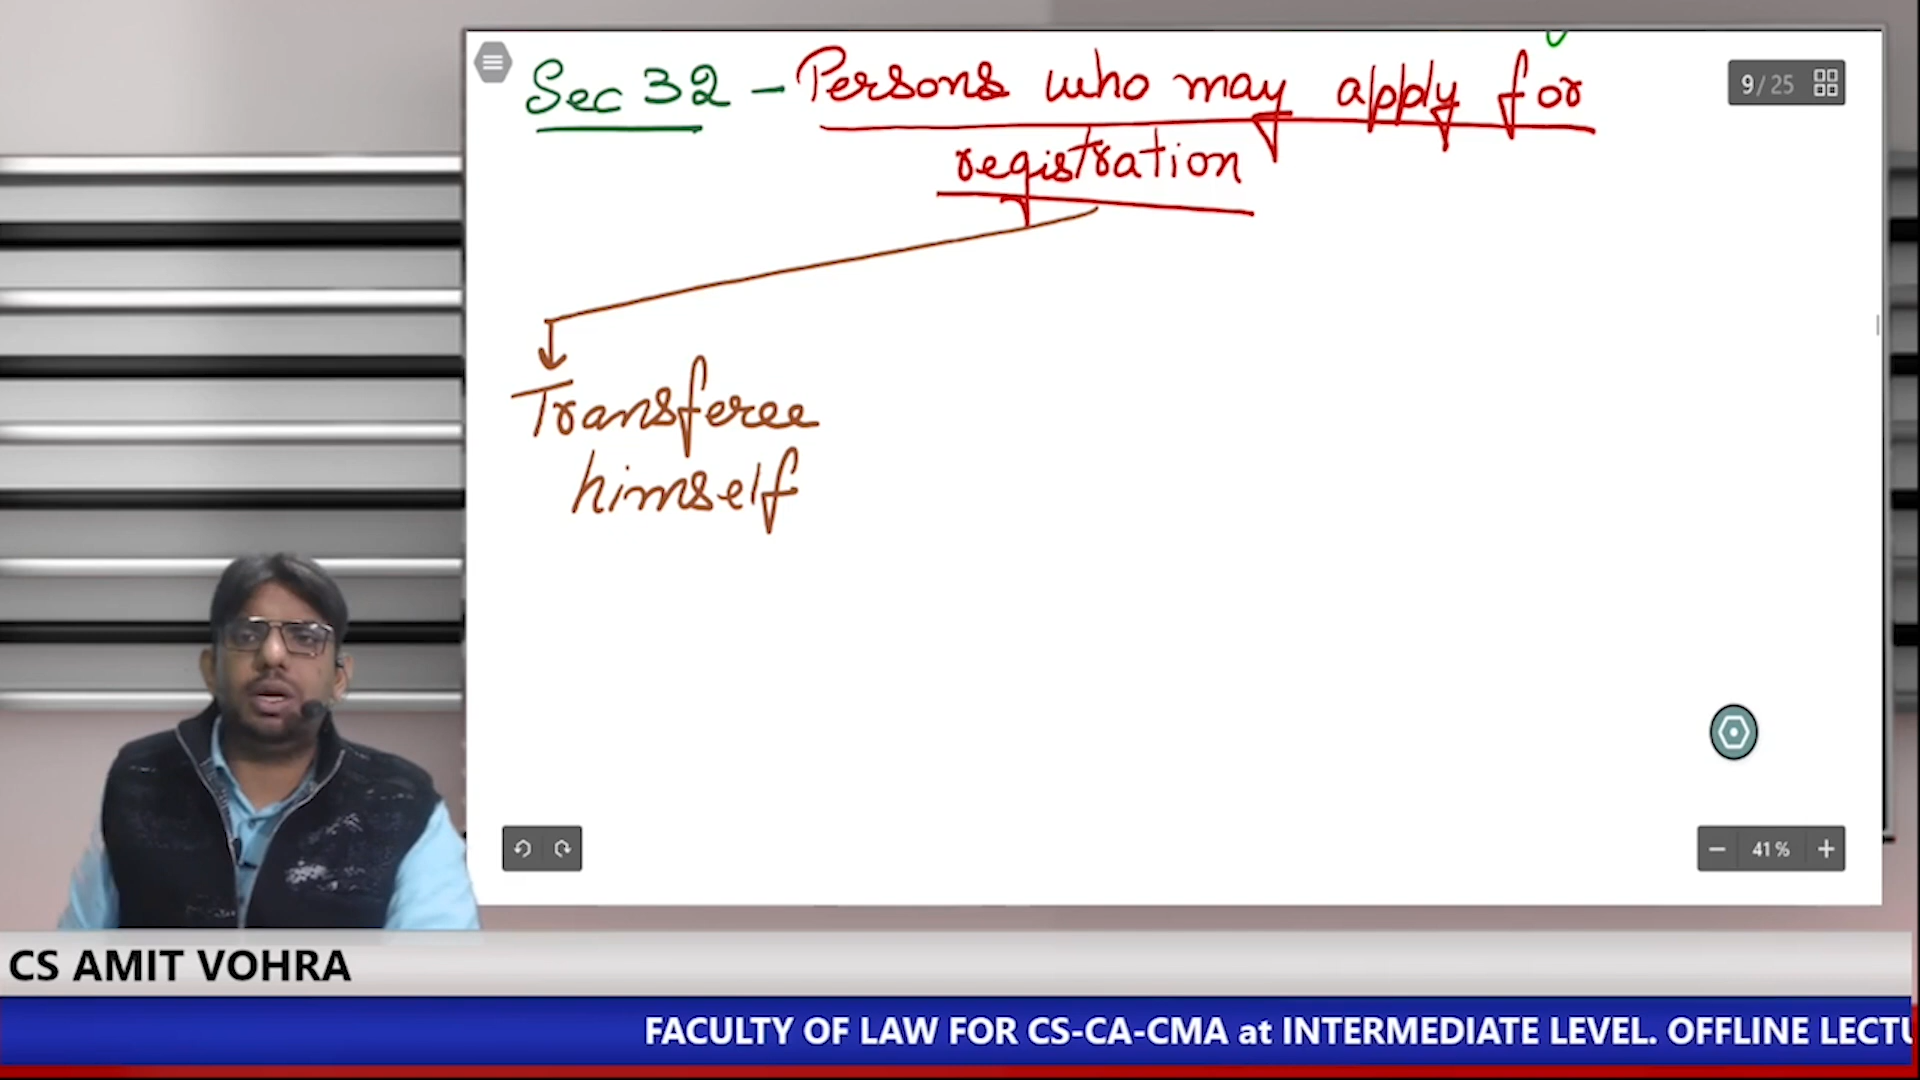 Sec 32 - Persons who may apply for
registration
9 / 25
Transferee
himself
41 %
CS AMIT VOHRA
FACULTY OF LAW FOR CS-CA-CMA at INTERMEDIATE LEVEL. OFFLINE LECTU